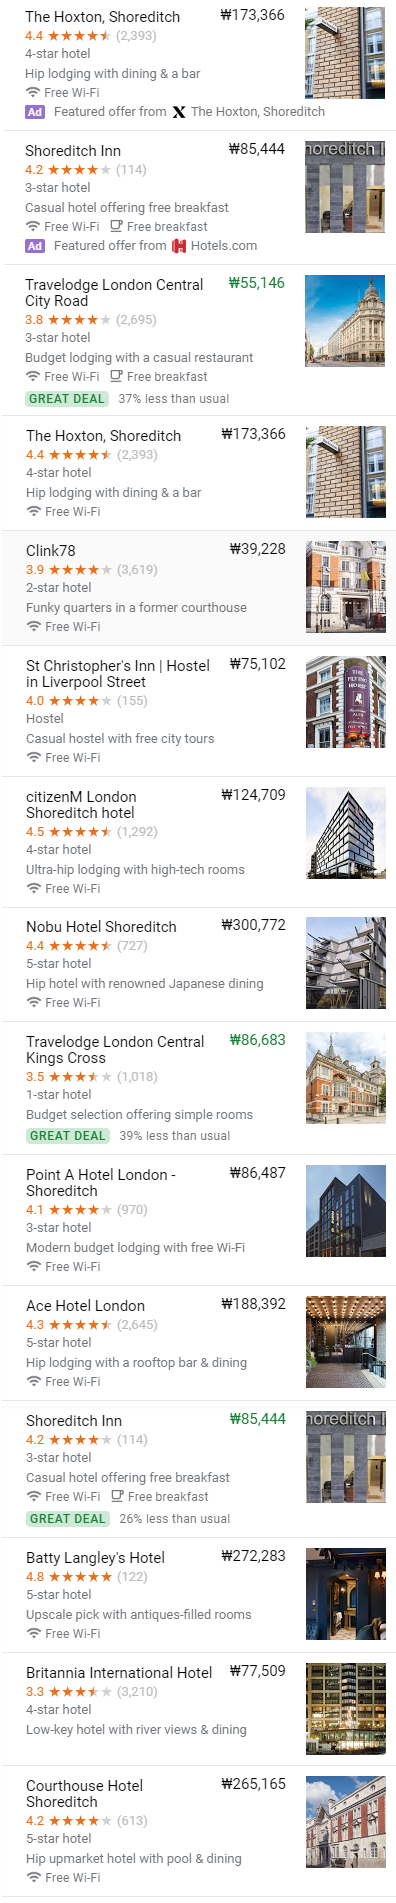 The Hoxton, Shoreditch ₩173,366
4.4 ★★★★★ (2,393)
4-star hotel
Hip lodging with dining & a bar
Free Wi-Fi
Ad Featured offer from X The Hoxton, Shoreditch
Shoreditch Inn ₩85,444
4.2 ★★★★★ (114)
3-star hotel
Casual hotel offering free breakfast
Free Wi-Fi Free breakfast
Ad Featured offer from H Hotels.com
Travelodge London Central ₩55,146
City Road
3.8 ★★★★★ (2,695)
3-star hotel
Budget lodging with a casual restaurant
Free Wi-Fi Free breakfast
GREAT DEAL 37% less than usual
The Hoxton, Shoreditch ₩173,366
4.4 ★★★★★ (2,393)
4-star hotel
Hip lodging with dining & a bar
Free Wi-Fi
Clink78 ₩39,228
3.9 ★★★★★ (3,619)
2-star hotel
Funky quarters in a former courthouse
Free Wi-Fi
St Christopher's Inn | Hostel ₩75,102
in Liverpool Street
4.0 ★★★★★ (155)
Hostel
Casual hostel with free city tours
Free Wi-Fi
citizenM London ₩124,709
Shoreditch hotel
4.5 ★★★★★ (1,292)
4-star hotel
Ultra-hip lodging with high-tech rooms
Free Wi-Fi
Nobu Hotel Shoreditch ₩300,772
4.4 ★★★★★ (727)
5-star hotel
Hip hotel with renowned Japanese dining
Free Wi-Fi
Travelodge London Central ₩86,683
Kings Cross
3.5 ★★★★★ (1,018)
1-star hotel
Budget selection offering simple rooms
GREAT DEAL 39% less than usual
Point A Hotel London - ₩86,487
Shoreditch
4.1 ★★★★★ (970)
3-star hotel
Modern budget lodging with free Wi-Fi
Free Wi-Fi
Ace Hotel London ₩188,392
4.3 ★★★★★ (2,645)
5-star hotel
Hip lodging with a rooftop bar & dining
Free Wi-Fi
Shoreditch Inn ₩85,444
4.2 ★★★★★ (114)
3-star hotel
Casual hotel offering free breakfast
Free Wi-Fi Free breakfast
GREAT DEAL 26% less than usual
Batty Langley's Hotel ₩272,283
4.8 ★★★★★ (122)
5-star hotel
Upscale pick with antiques-filled rooms
Free Wi-Fi
Britannia International Hotel ₩77,509
3.3 ★★★★★ (3,210)
4-star hotel
Low-key hotel with river views & dining
Courthouse Hotel ₩265,165
Shoreditch
4.2 ★★★★★ (613)
5-star hotel
Hip upmarket hotel with pool & dining
Free Wi-Fi